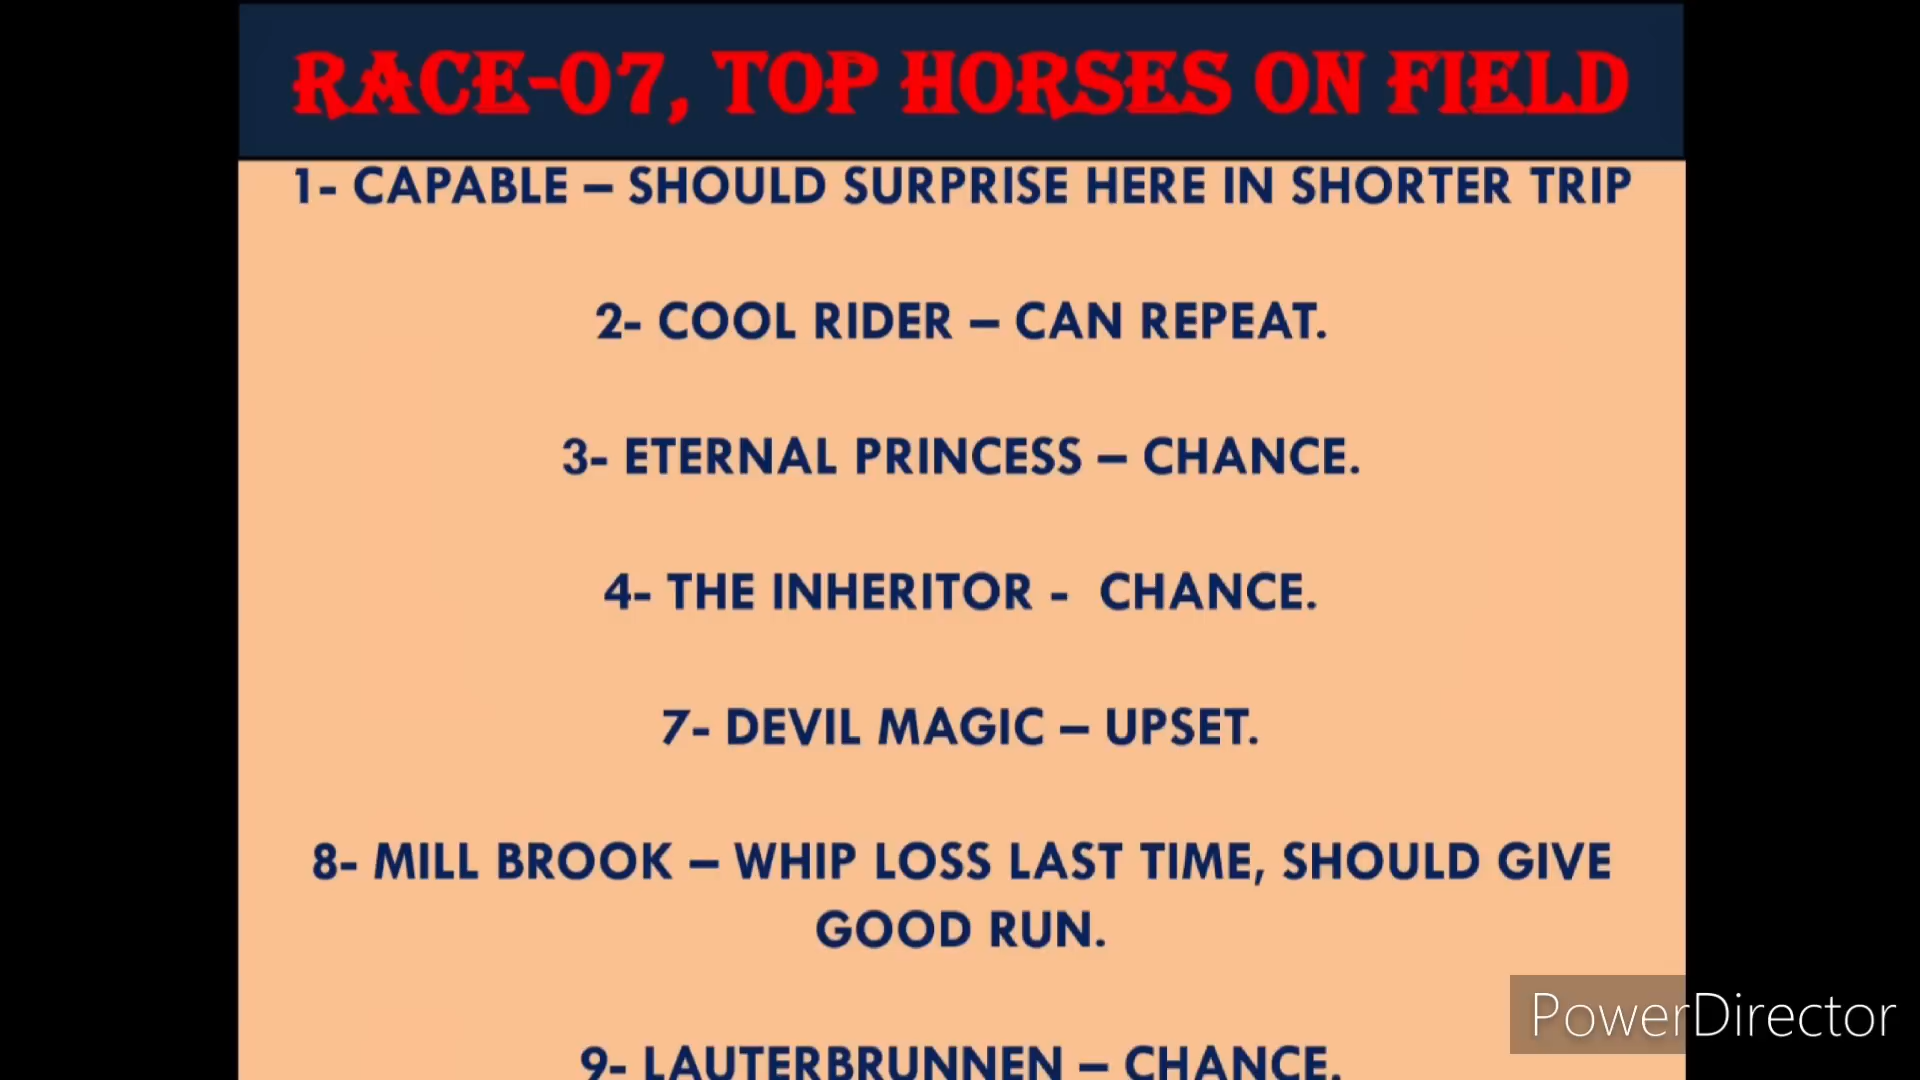 RACE-07, TOP HORSES ON FIELD
1- CAPABLE – SHOULD SURPRISE HERE IN SHORTER TRIP
2- COOL RIDER – CAN REPEAT.
3- ETERNAL PRINCESS – CHANCE.
4- THE INHERITOR -  CHANCE.
7- DEVIL MAGIC – UPSET.
8- MILL BROOK – WHIP LOSS LAST TIME, SHOULD GIVE
GOOD RUN.
9- LAUTERBRUNNEN – CHANCE.
PowerDirector